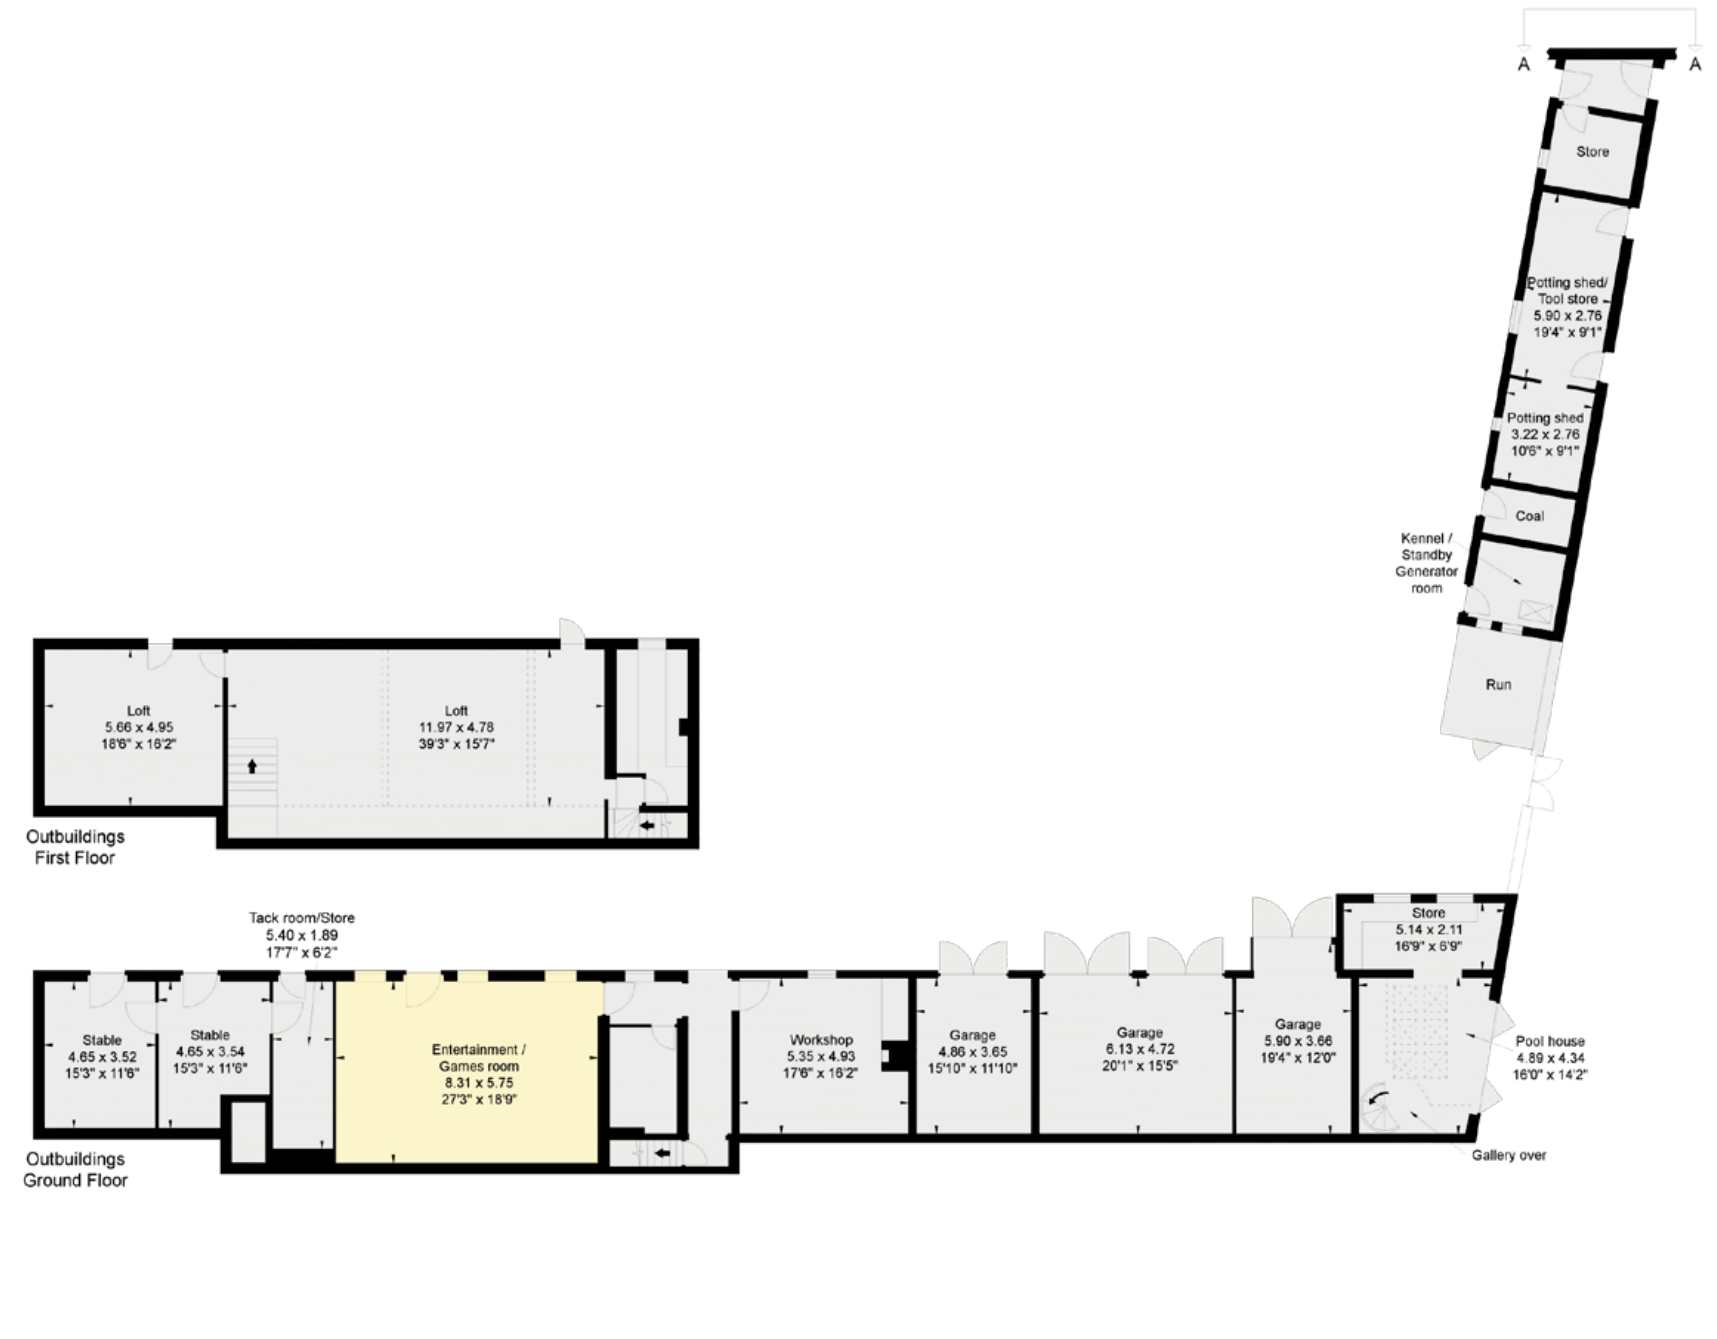 A
A
Store
Potting shed/
Tool store
5.90 x 2.76
19'4" x 9'1"
Potting shed
3.22 x 2.76
10'6" x 9'1"
Coal
Kennel /
Standby
Generator
room
Run
Loft
5.66 x 4.95
18'6" x 16'2"
Loft
11.97 x 4.78
39'3" x 15'7"
Outbuildings
First Floor
Tack room/Store
5.40 x 1.89
17'7" x 6'2"
Store
5.14 x 2.11
16'9" x 6'9"
Stable
4.65 x 3.52
15'3" x 11'6"
Stable
4.65 x 3.54
15'3" x 11'6"
Entertainment /
Games room
8.31 x 5.75
27'3" x 18'9"
Workshop
5.35 x 4.93
17'6" x 16'2"
Garage
4.86 x 3.65
15'10" x 11'10"
Garage
6.13 x 4.72
20'1" x 15'5"
Garage
5.90 x 3.66
19'4" x 12'0"
Pool house
4.89 x 4.34
16'0" x 14'2"
Gallery over
Outbuildings
Ground Floor